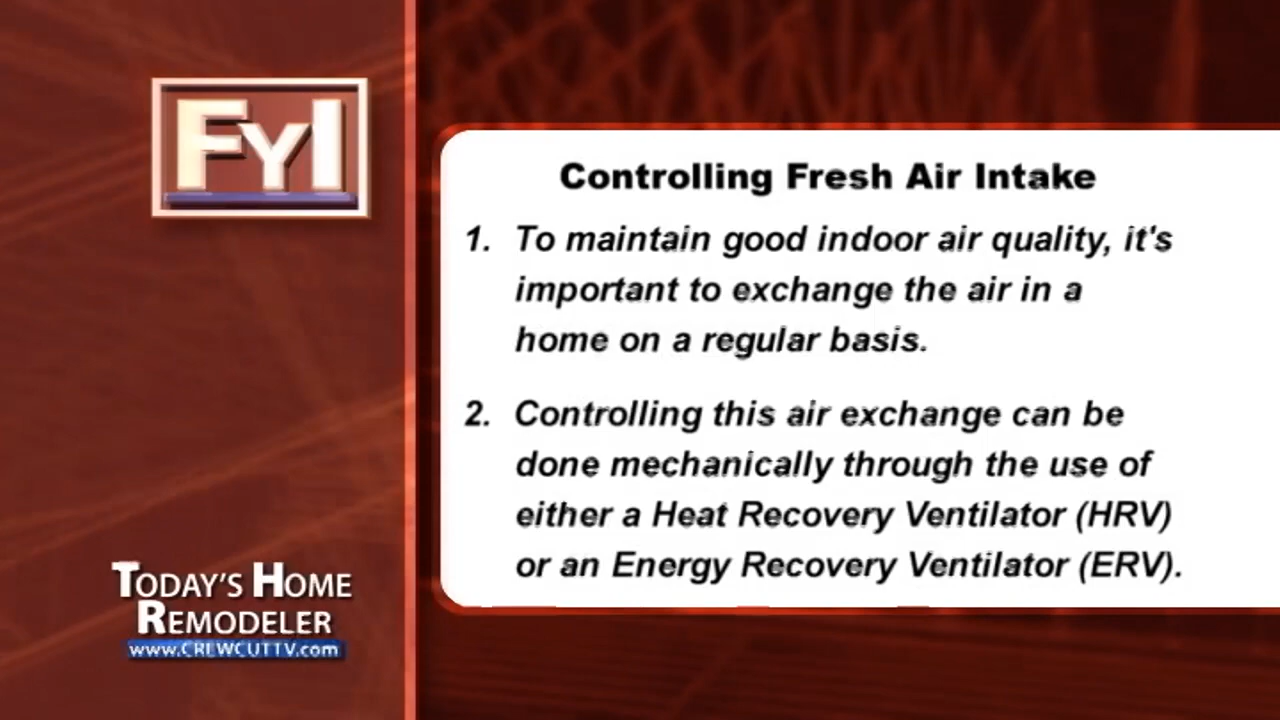 FYI
Controlling Fresh Air Intake
1. To maintain good indoor air quality, it's
important to exchange the air in a
home on a regular basis.
2. Controlling this air exchange can be
done mechanically through the use of
either a Heat Recovery Ventilator (HRV)
or an Energy Recovery Ventilator (ERV).
TODAY'S HOME
REMODELER
www.CREWCUTTV.com